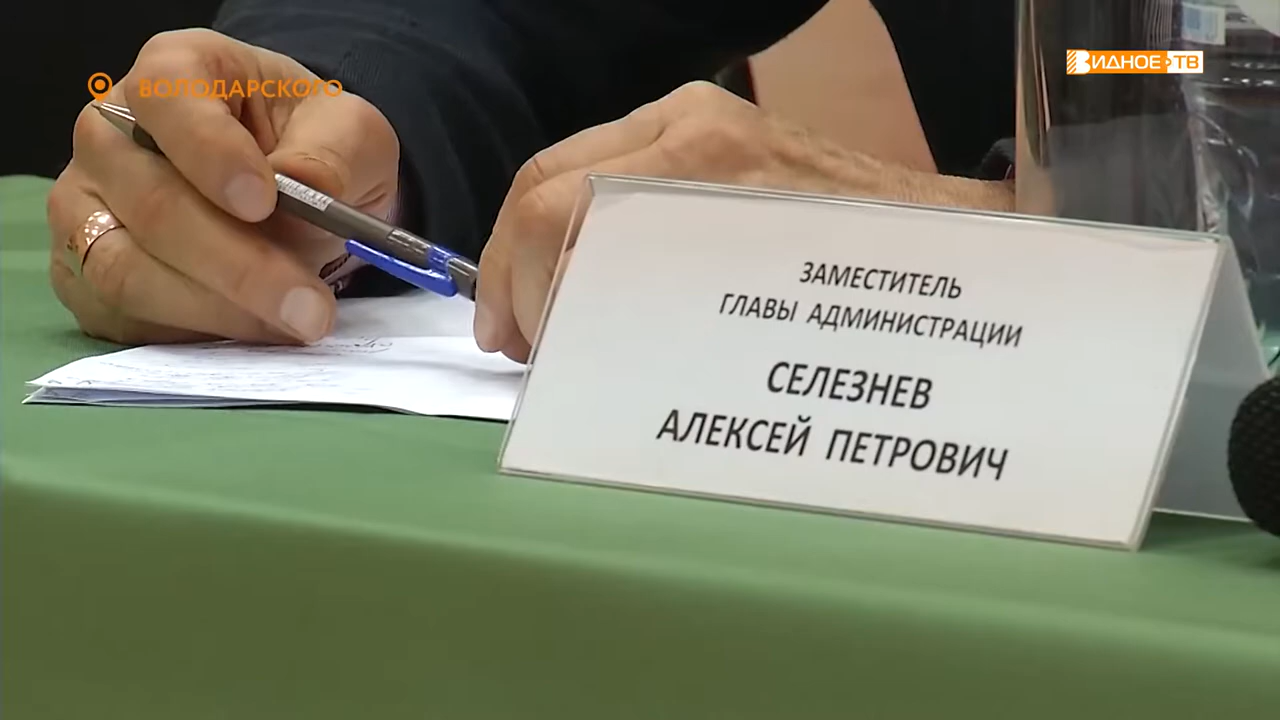 ВОЛОДАРСКОГО
ВИДНОЕ-ТВ
ЗАМЕСТИТЕЛЬ
ГЛАВЫ АДМИНИСТРАЦИИ
СЕЛЕЗНЕВ
АЛЕКСЕЙ ПЕТРОВИЧ